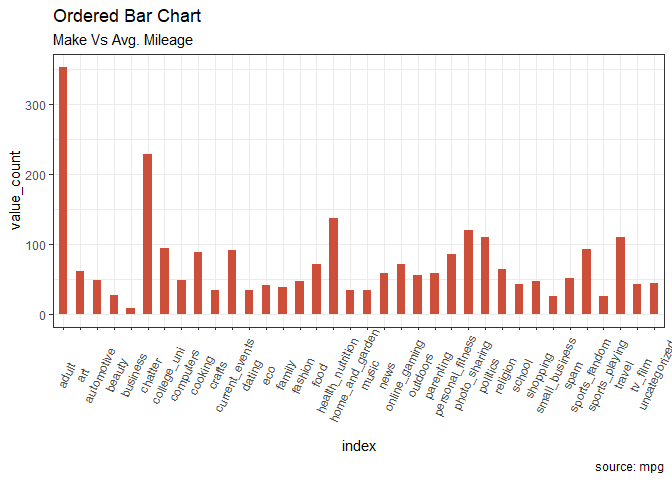 Ordered Bar Chart
Make Vs Avg. Mileage
value_count
300
200
100
0
adult
art
automotive
beauty
business
chatter
college_uni
computers
cooking
crafts
current_events
dating
eco
family
fashion
food
health_nutrition
home_and_garden
music
news
online_gaming
outdoors
parenting
personal_fitness
photo_sharing
politics
religion
school
shopping
small_business
spam
sports_fandom
sports_playing
travel
tv_film
uncategorized
index
source: mpg